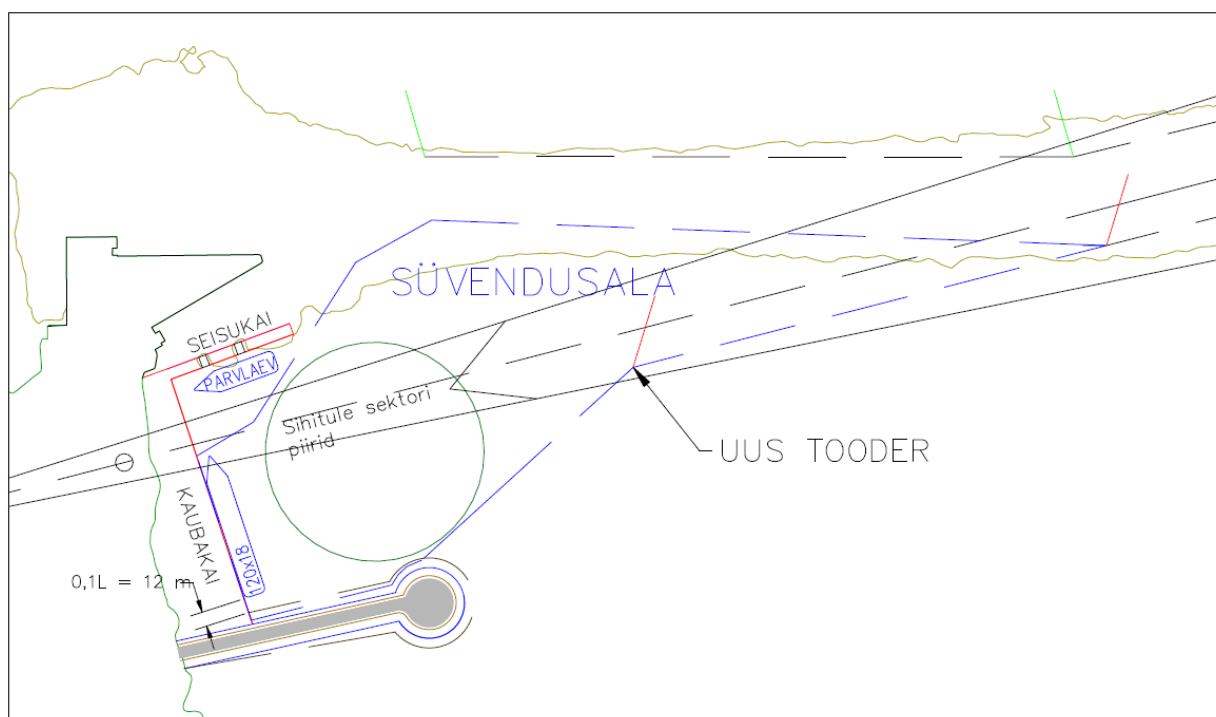 SÜVENDUSALA
SEISUKAI
PARVLAEV
Sihitule sektori
piirid
UUS TOODER
KAUBAKAI
120x18
0,1L = 12 m